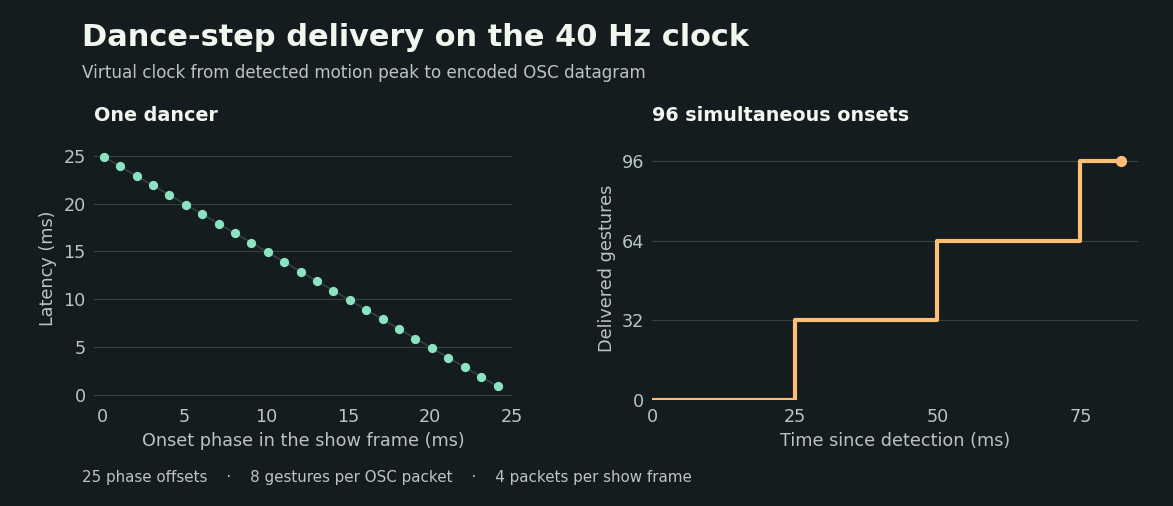 Dance-step delivery on the 40 Hz clock
Virtual clock from detected motion peak to encoded OSC datagram
One dancer
25
20
15
10
5
0
Latency (ms)
0 5 10 15 20 25
Onset phase in the show frame (ms)
96 simultaneous onsets
96
64
32
0
Delivered gestures
0 25 50 75
Time since detection (ms)
25 phase offsets · 8 gestures per OSC packet · 4 packets per show frame